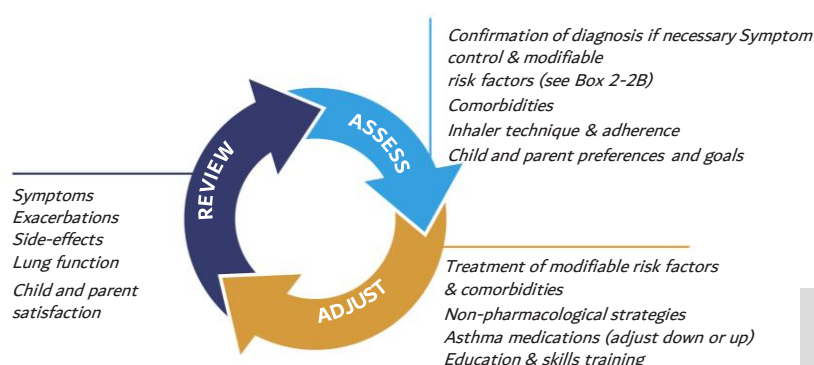 Confirmation of diagnosis if necessary Symptom
control & modifiable
risk factors (see Box 2-2B)
Comorbidities
Inhaler technique & adherence
Child and parent preferences and goals
ASSESS
REVIEW
ADJUST
Symptoms
Exacerbations
Side-effects
Lung function
Child and parent
satisfaction
Treatment of modifiable risk factors
& comorbidities
Non-pharmacological strategies
Asthma medications (adjust down or up)
Education & skills training